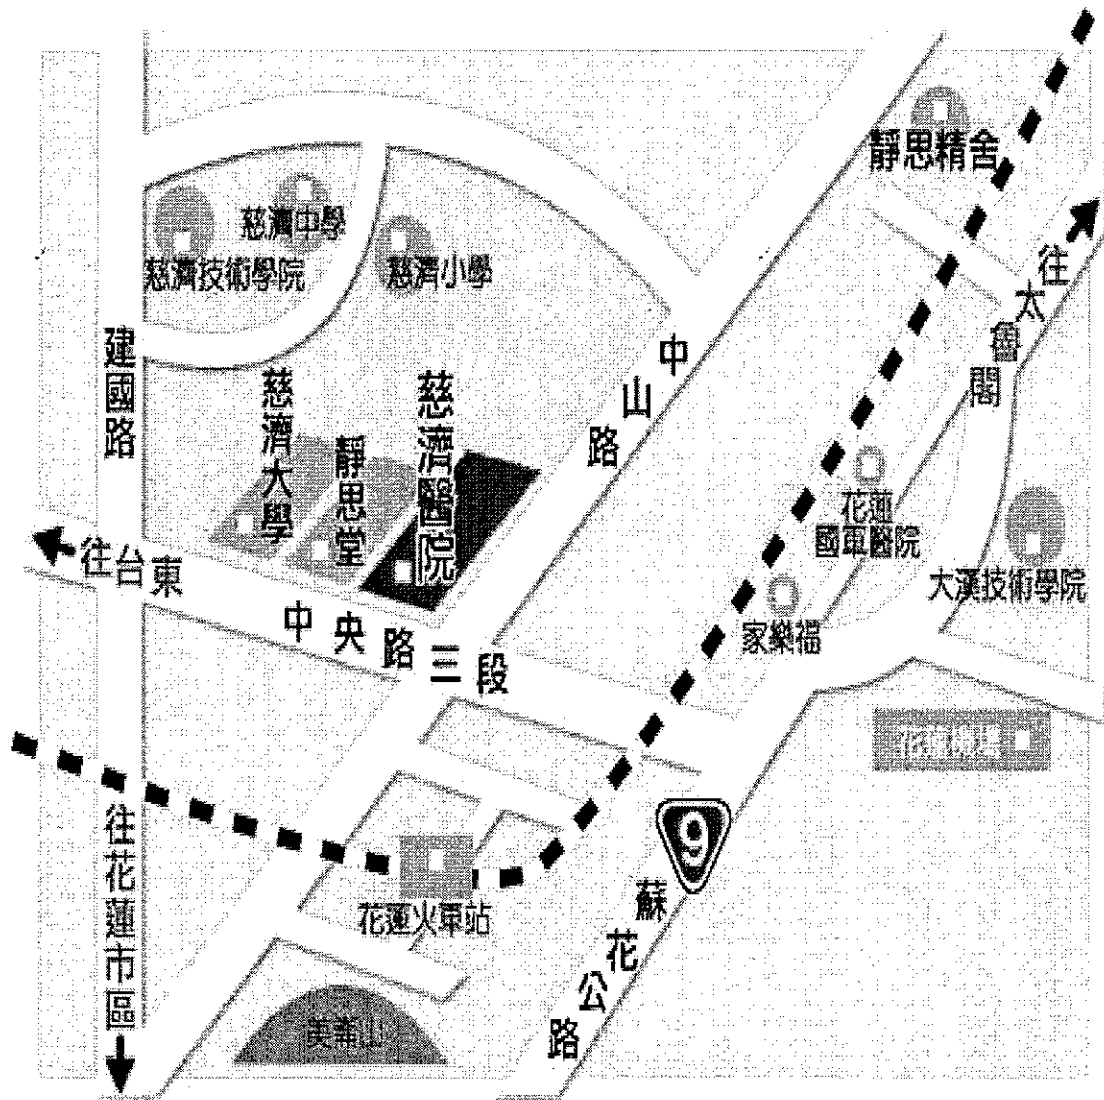 靜思精舍
慈濟中學
慈濟技術學院
慈濟小學
往太魯閣
建國路
中山路
慈濟大學
靜思堂
慈濟醫院
花蓮
國軍醫院
大漢技術學院
家樂福
往台東
中央路三段
往花蓮市區
9
蘇花公路
花蓮火車站
美崙山